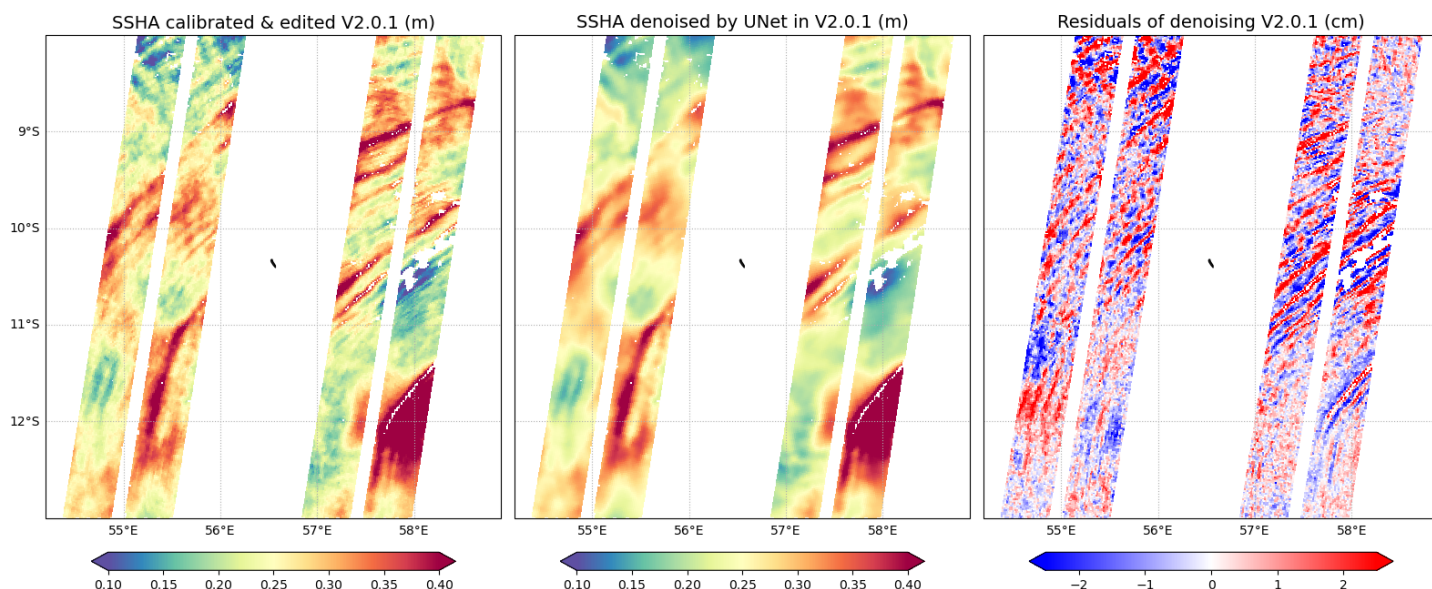 SSHA calibrated & edited V2.0.1 (m)
SSHA denoised by UNet in V2.0.1 (m)
Residuals of denoising V2.0.1 (cm)
9°S
10°S
11°S
12°S
55°E 56°E 57°E 58°E
55°E 56°E 57°E 58°E
55°E 56°E 57°E 58°E
0.10 0.15 0.20 0.25 0.30 0.35 0.40
0.10 0.15 0.20 0.25 0.30 0.35 0.40
−2 −1 0 1 2